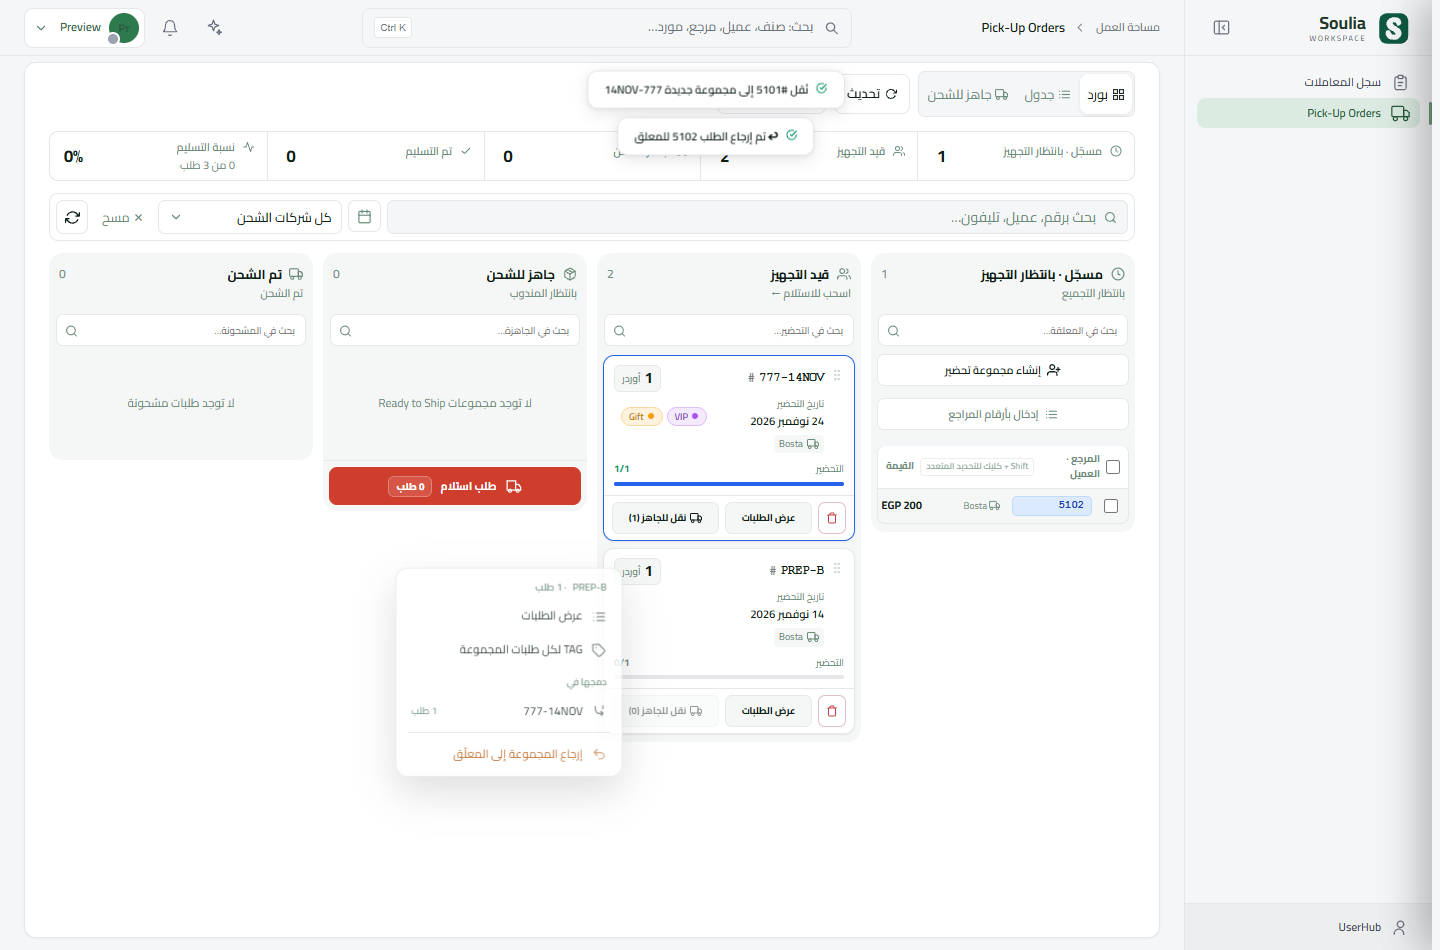 Soulia
WORKSPACE
مساحة العمل
Pick-Up Orders
بحث: صنف، عميل، مرجع، مورد...
Ctrl K
Preview
سجل المعاملات
Pick-Up Orders
بورد
جدول
جاهز للشحن
تحديث
نُقل #5101 إلى مجموعة جديدة 777-14NOV
↩ تم إرجاع الطلب 5102 للمعلق
مسجّل · بانتظار التجهيز
1
قيد التجهيز
2
0
تم التسليم
0
نسبة التسليم
0 من 3 طلب
0%
بحث برقم، عميل، تليفون...
كل شركات الشحن
مسح
مسجّل · بانتظار التجهيز
1
بانتظار التجميع
بحث في المعلقة...
إنشاء مجموعة تحضير
إدخال بأرقام المراجع
المرجع · العميل
Shift + كليك للتحديد المتعدد
القيمة
5102
Bosta
EGP 200
قيد التجهيز
2
اسحب للاستلام ←
بحث في التحضير...
# 777-14NOV
1 أوردر
تاريخ التحضير
24 نوفمبر 2026
VIP
Gift
Bosta
التحضير
1/1
عرض الطلبات
نقل للجاهز (1)
# PREP-B
1 أوردر
تاريخ التحضير
14 نوفمبر 2026
Bosta
التحضير
0/1
عرض الطلبات
نقل للجاهز (0)
جاهز للشحن
0
بانتظار المندوب
بحث في الجاهزة...
لا توجد مجموعات Ready to Ship
طلب استلام
0 طلب
تم الشحن
0
تم الشحن
بحث في المشحونة...
لا توجد طلبات مشحونة
PREP-B · 1 طلب
عرض الطلبات
TAG لكل طلبات المجموعة
دمجها في
777-14NOV
1 طلب
إرجاع المجموعة إلى المعلّق
UserHub